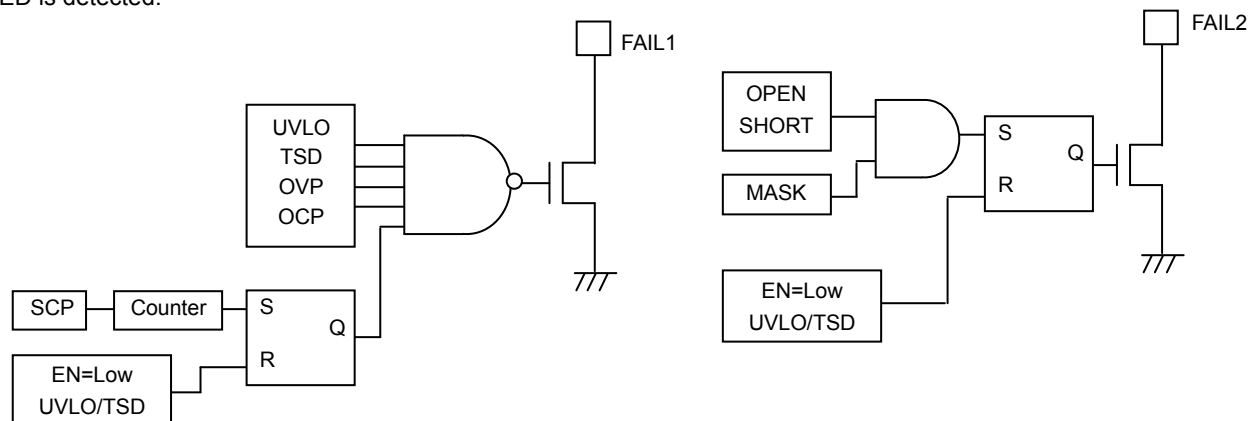 ED is detected.
FAIL1
UVLO
TSD
OVP
OCP
SCP
Counter
S
R
Q
EN=Low
UVLO/TSD
FAIL2
OPEN
SHORT
MASK
S
R
Q
EN=Low
UVLO/TSD